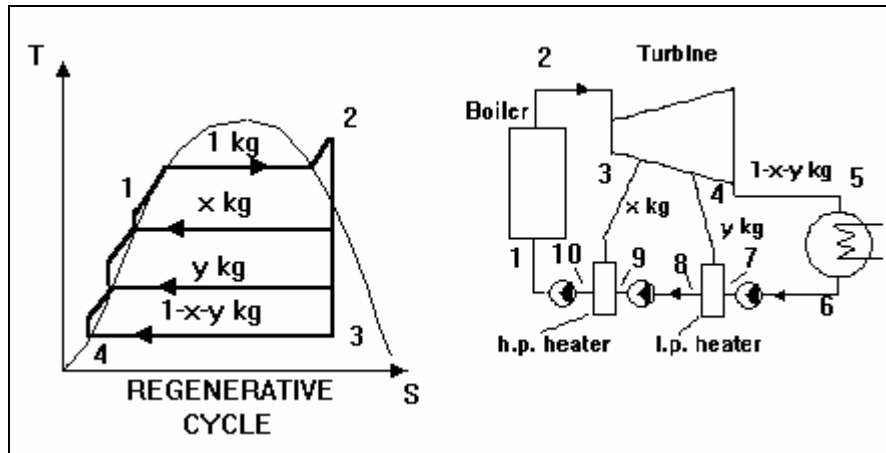 T
2
1 kg
1
x kg
y kg
1-x-y kg
4
3
S
REGENERATIVE
CYCLE
2
Turbine
Boiler
3
4
1-x-y kg
5
x kg
y kg
1
10
9
8
7
6
h.p. heater
l.p. heater